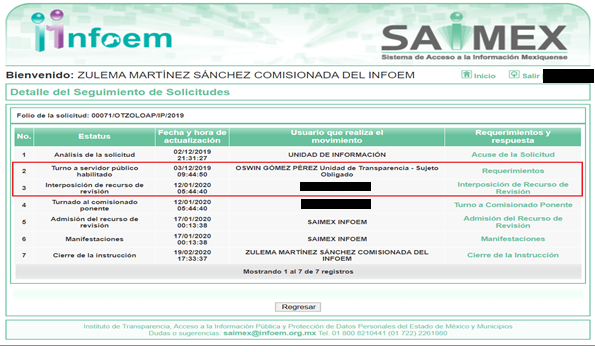 infoem
SAIMEX
Sistema de Acceso a la Información Mexiquense
Bienvenido: ZULEMA MARTÍNEZ SÁNCHEZ COMISIONADA DEL INFOEM
Inicio Salir
Detalle del Seguimiento de Solicitudes
Folio de la solicitud: 00071/OTZOLOAP/IP/2019
No. Estatus Fecha y hora de actualización Usuario que realiza el movimiento Requerimientos y respuesta
1 Análisis de la solicitud 02/12/2019 21:31:27 UNIDAD DE INFORMACIÓN Acuse de la Solicitud
2 Turno a servidor público habilitado 03/12/2019 09:44:50 OSWIN GÓMEZ PÉREZ Unidad de Transparencia - Sujeto Obligado Requerimientos
3 Interposición de recurso de revisión 12/01/2020 05:44:40 Interposición de Recurso de Revisión
4 Turnado al comisionado ponente 12/01/2020 05:44:40 Turno a Comisionado Ponente
5 Admisión del recurso de revisión 17/01/2020 00:13:38 SAIMEX INFOEM Admisión del Recurso de Revisión
6 Manifestaciones 17/01/2020 00:13:38 SAIMEX INFOEM Manifestaciones
7 Cierre de la instrucción 19/02/2020 17:33:37 ZULEMA MARTÍNEZ SÁNCHEZ COMISIONADA DEL INFOEM Cierre de la Instrucción
Mostrando 1 al 7 de 7 registros
Regresar
Instituto de Transparencia, Acceso a la Información Pública y Protección de Datos Personales del Estado de México y Municipios
Dudas o sugerencias: saimex@infoem.org.mx Tel. 01 800 8210441 (01 722) 2261980